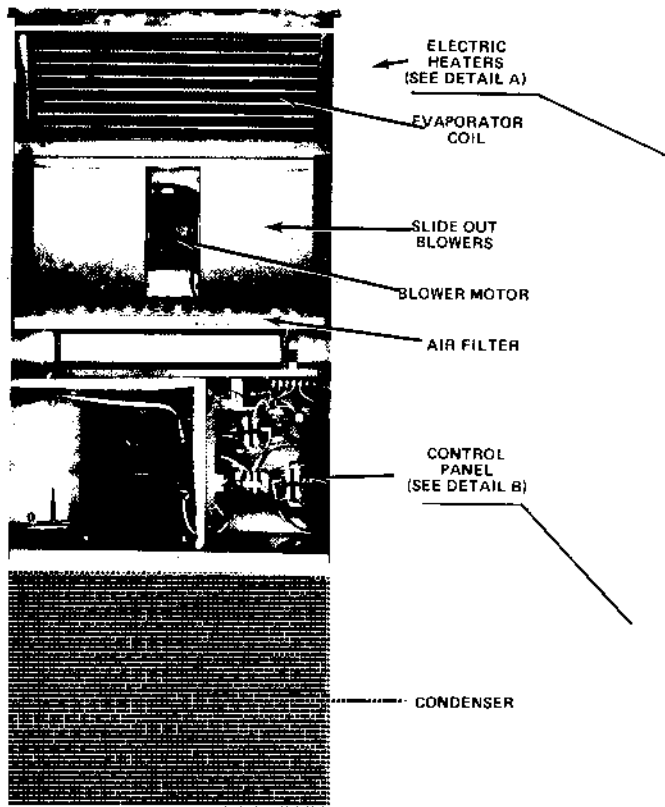 ELECTRIC
HEATERS
(SEE DETAIL A)
EVAPORATOR
COIL
SLIDE OUT
BLOWERS
BLOWER MOTOR
AIR FILTER
CONTROL
PANEL
(SEE DETAIL B)
CONDENSER